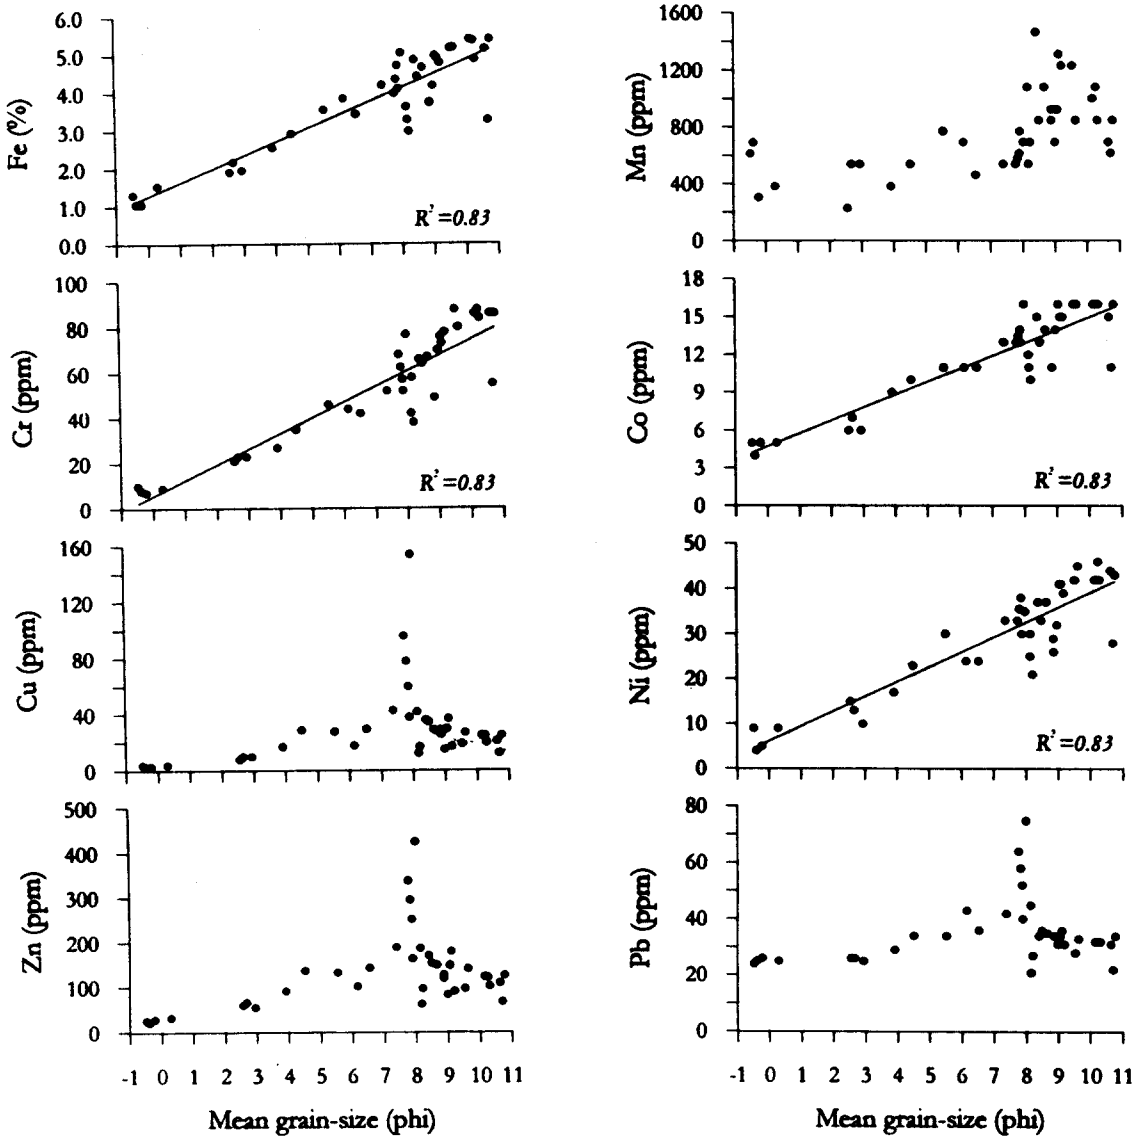 Fe (%)
6.0
5.0
4.0
3.0
2.0
1.0
0.0
R²=0.83
Mn (ppm)
1600
1200
800
400
0
Cr (ppm)
100
80
60
40
20
0
R²=0.83
Co (ppm)
18
15
12
9
6
3
0
R²=0.83
Cu (ppm)
160
120
80
40
0
Ni (ppm)
50
40
30
20
10
0
R²=0.83
Zn (ppm)
500
400
300
200
100
0
-1 0 1 2 3 4 5 6 7 8 9 10 11
Mean grain-size (phi)
Pb (ppm)
80
60
40
20
0
-1 0 1 2 3 4 5 6 7 8 9 10 11
Mean grain-size (phi)